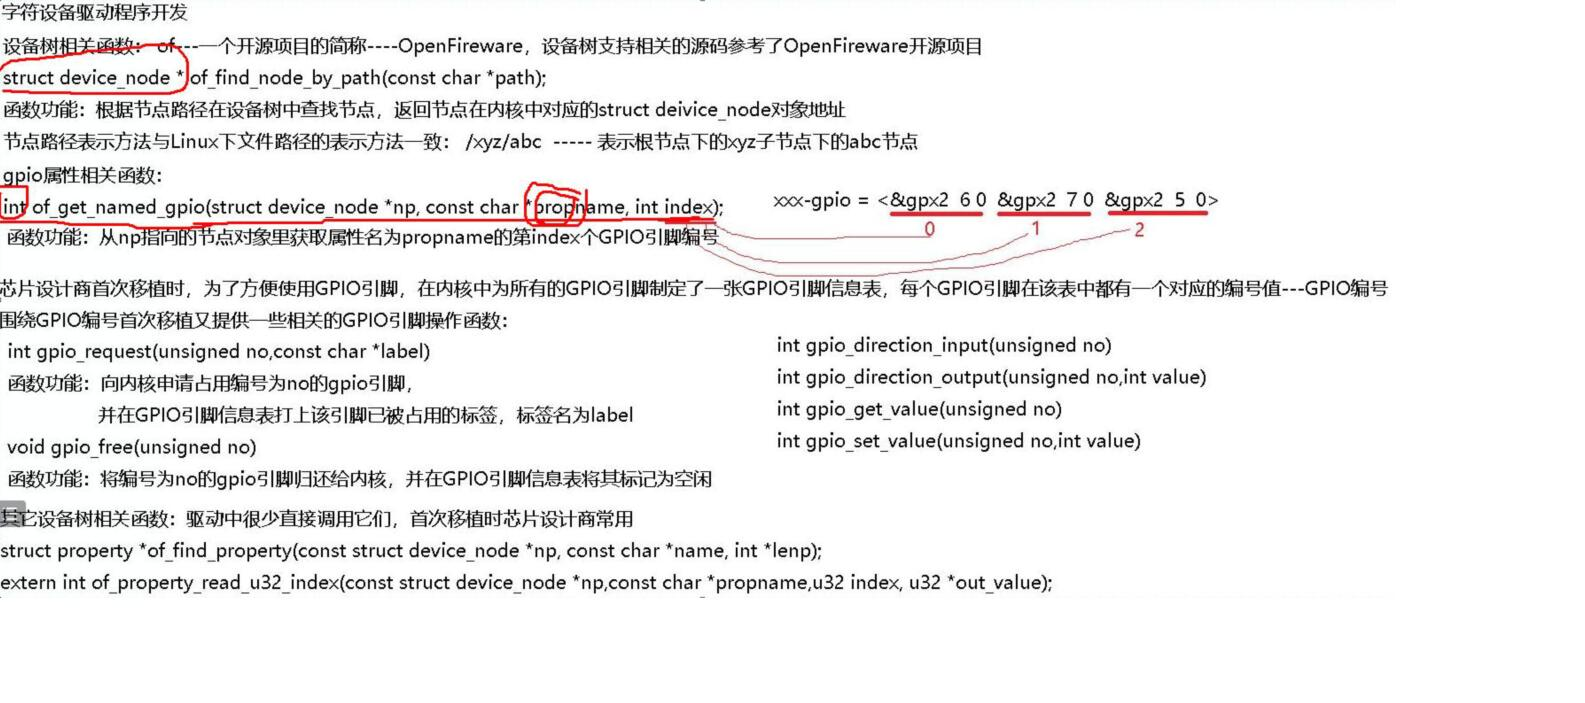 字符设备驱动程序开发
设备树相关函数： of---一个开源项目的简称----OpenFireware，设备树支持相关的源码参考了OpenFireware开源项目
struct device_node * of_find_node_by_path(const char *path);
函数功能：根据节点路径在设备树中查找节点，返回节点在内核中对应的struct deivice_node对象地址
节点路径表示方法与Linux下文件路径的表示方法一致： /xyz/abc ----- 表示根节点下的xyz子节点下的abc节点
gpio属性相关函数：
int of_get_named_gpio(struct device_node *np, const char *propname, int index);
xxx-gpio = <&gpx2 6 0 &gpx2 7 0 &gpx2 5 0>
0 1 2
函数功能：从np指向的节点对象里获取属性名为propname的第index个GPIO引脚编号
芯片设计商首次移植时，为了方便使用GPIO引脚，在内核中为所有的GPIO引脚制定了一张GPIO引脚信息表，每个GPIO引脚在该表中都有一个对应的编号值---GPIO编号
围绕GPIO编号首次移植又提供一些相关的GPIO引脚操作函数：
int gpio_request(unsigned no,const char *label)
函数功能：向内核申请占用编号为no的gpio引脚，
并在GPIO引脚信息表打上该引脚已被占用的标签，标签名为label
void gpio_free(unsigned no)
函数功能：将编号为no的gpio引脚归还给内核，并在GPIO引脚信息表将其标记为空闲
int gpio_direction_input(unsigned no)
int gpio_direction_output(unsigned no,int value)
int gpio_get_value(unsigned no)
int gpio_set_value(unsigned no,int value)
其它设备树相关函数：驱动中很少直接调用它们，首次移植时芯片设计商常用
struct property *of_find_property(const struct device_node *np, const char *name, int *lenp);
extern int of_property_read_u32_index(const struct device_node *np,const char *propname,u32 index, u32 *out_value);